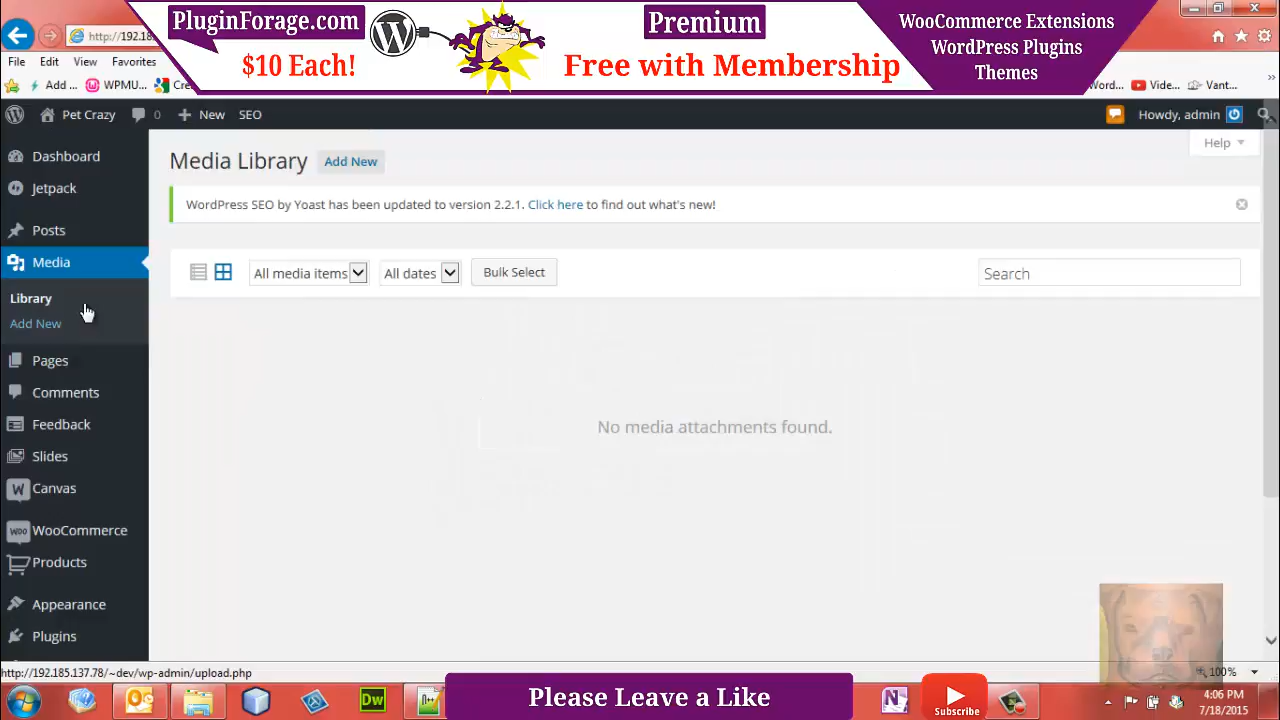 PluginForage.com
$10 Each!
Premium
Free with Membership
WooCommerce Extensions
WordPress Plugins
Themes
http://192.18
File Edit View Favorites
Add ... WPMU... Cre
Word... Vide... Vant...
Pet Crazy 0 New SEO
Howdy, admin
Dashboard
Jetpack
Posts
Media
Library
Add New
Pages
Comments
Feedback
Slides
Canvas
WooCommerce
Products
Appearance
Plugins
Media Library Add New
Help
WordPress SEO by Yoast has been updated to version 2.2.1. Click here to find out what's new!
All media items All dates Bulk Select Search
No media attachments found.
http://192.185.137.78/~dev/wp-admin/upload.php
100%
Please Leave a Like
Subscribe
4:06 PM
7/18/2015